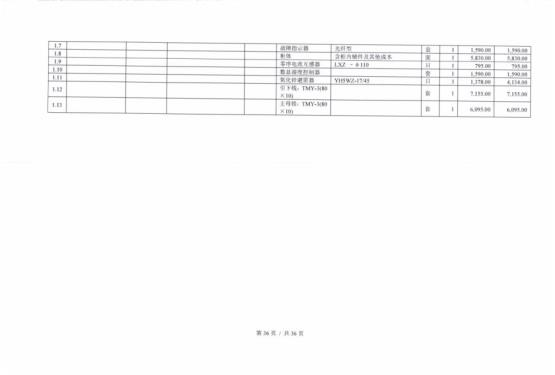 1.7 故障指示器 光纤型 套 1 1,590.00 1,590.00
1.8 柜体 含柜内辅件及其他成本 面 1 5,830.00 5,830.00
1.9 零序电流互感器 LXZ-φ110 只 1 795.00 795.00
1.10 数显湿度控制器 套 1 1,590.00 1,590.00
1.11 氧化锌避雷器 YH5WZ-17/45 只 1 1,378.00 4,134.00
1.12 引下线：TMY-3(80 套 1 7,155.00 7,155.00
×10)
1.13 主母线：TMY-3(80 套 1 6,095.00 6,095.00
×10)
第 36 页 / 共 36 页